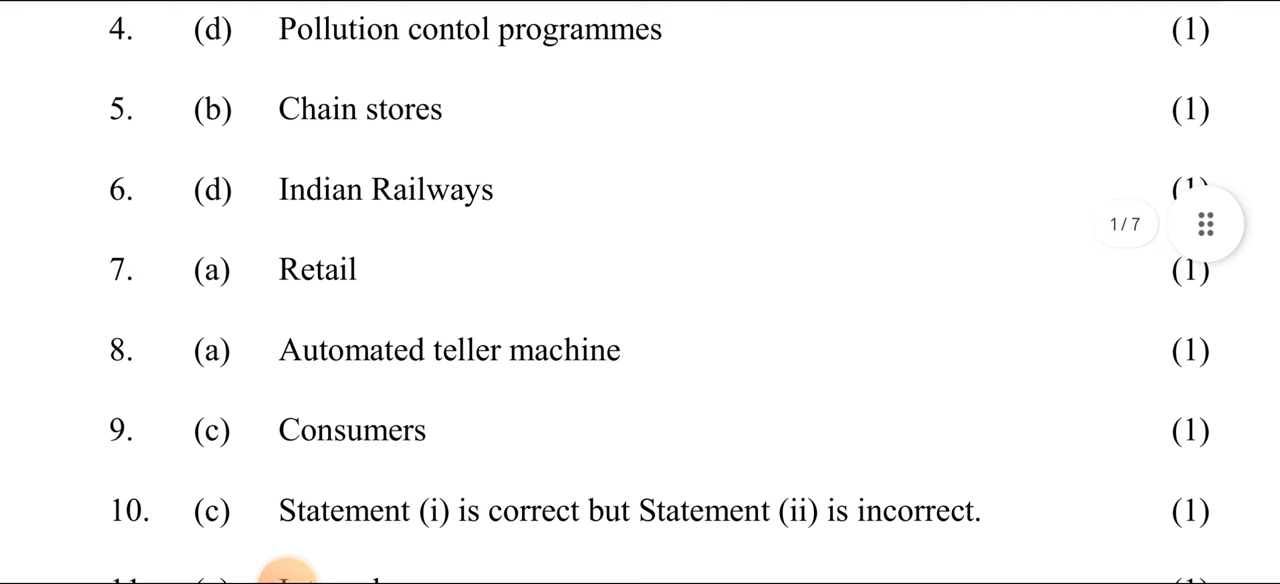 4. (d) Pollution contol programmes (1)
5. (b) Chain stores (1)
6. (d) Indian Railways (1)
1 / 7
7. (a) Retail (1)
8. (a) Automated teller machine (1)
9. (c) Consumers (1)
10. (c) Statement (i) is correct but Statement (ii) is incorrect. (1)